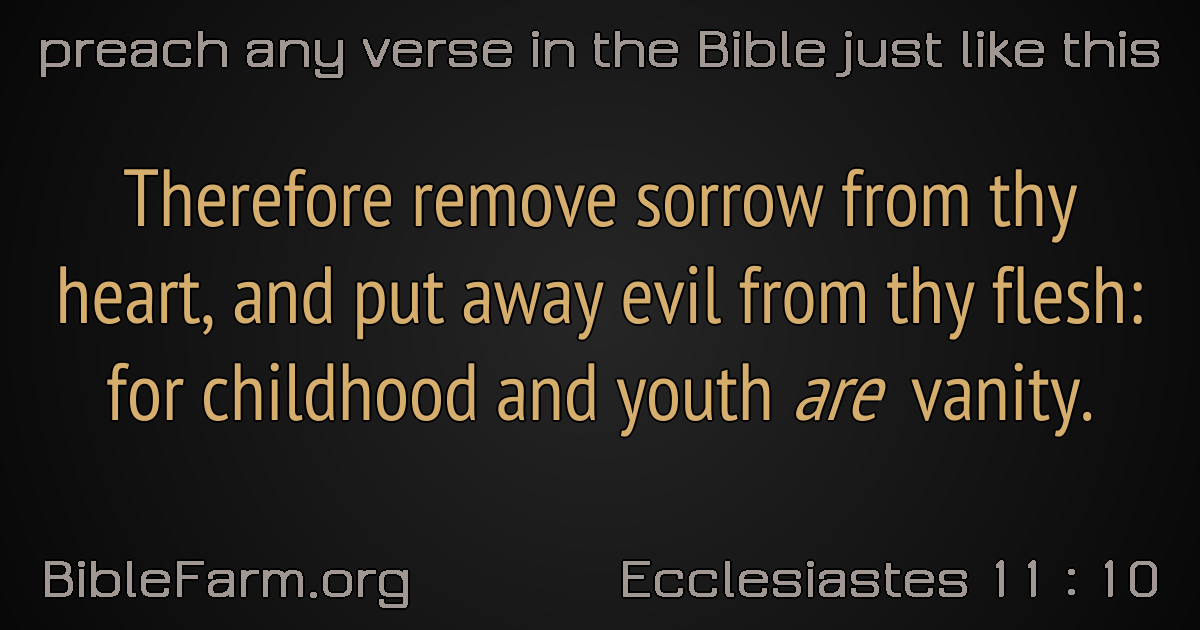 preach any verse in the Bible just like this
Therefore remove sorrow from thy
heart, and put away evil from thy flesh:
for childhood and youth are vanity.
BibleFarm.org
Ecclesiastes 11 : 10